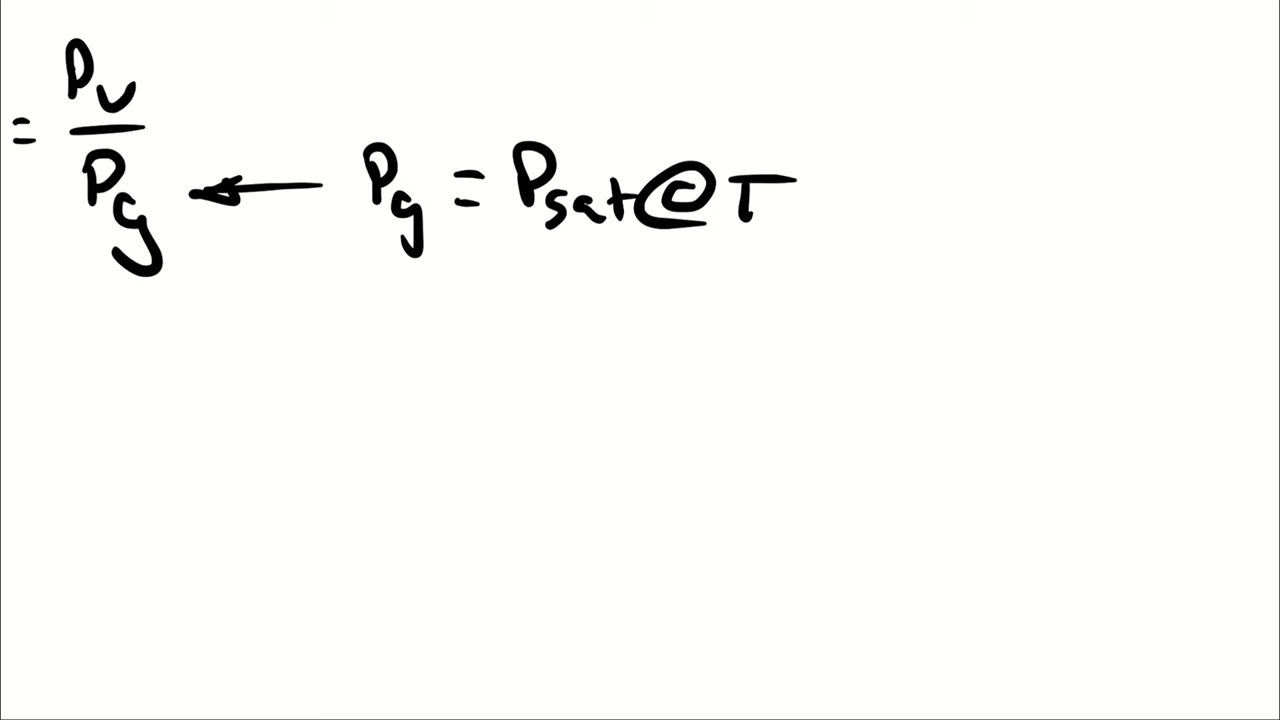 = Pv / Pg ← Pg = Psat@T